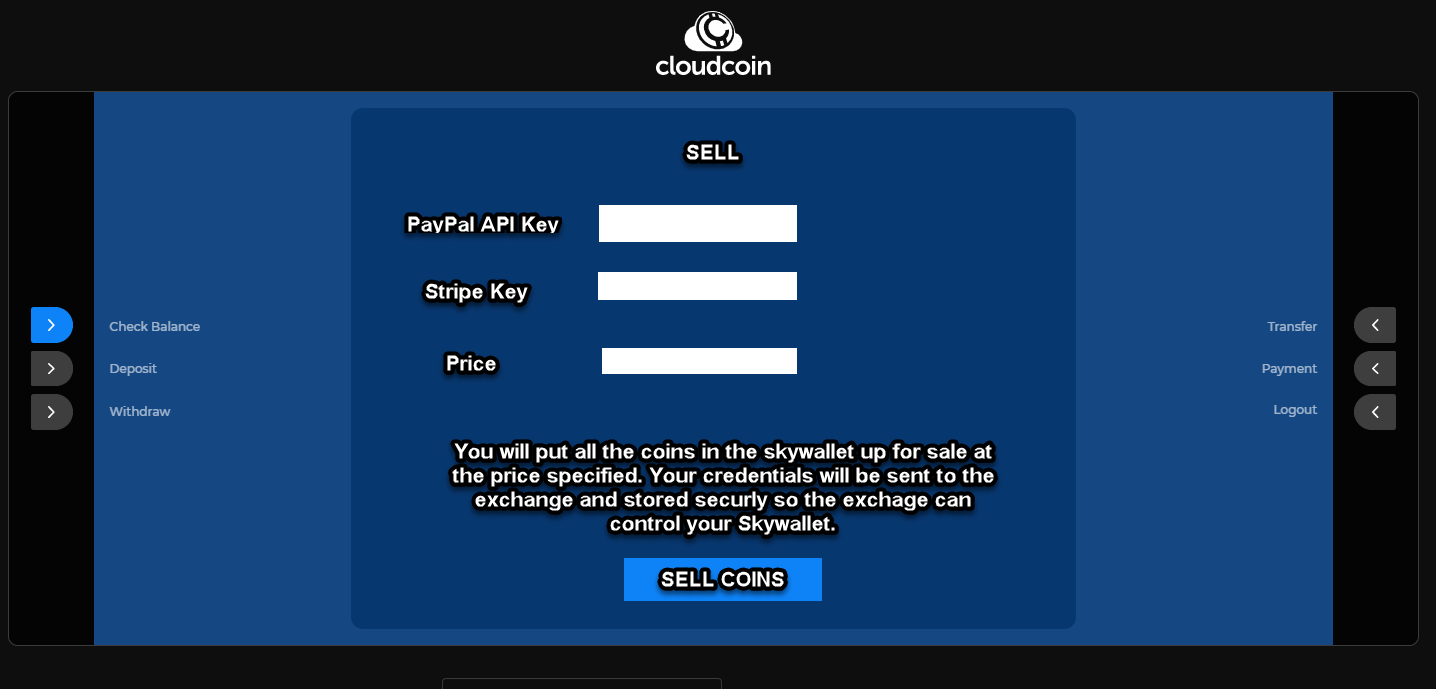 cloudcoin
SELL
PayPal API Key
Stripe Key
Price
Check Balance
Deposit
Withdraw
Transfer
Payment
Logout
You will put all the coins in the skywallet up for sale at
the price specified. Your credentials will be sent to the
exchange and stored securly so the exchage can
control your Skywallet.
SELL COINS